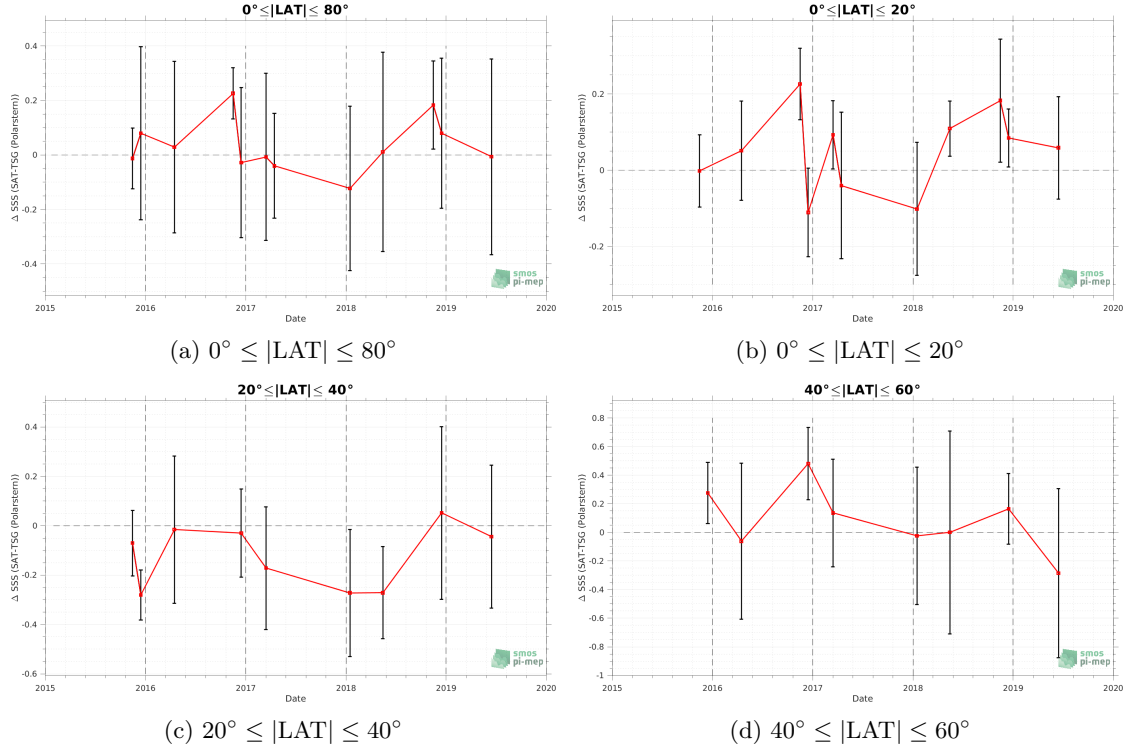 0°≤|LAT|≤ 80°
Δ SSS (SAT-TSG (Polarstern))
0.4
0.2
0
-0.2
-0.4
2015 2016 2017 2018 2019 2020
Date
smos
pi-mep
(a) 0° ≤ |LAT| ≤ 80°
0°≤|LAT|≤ 20°
Δ SSS (SAT-TSG (Polarstern))
0.2
0
-0.2
2015 2016 2017 2018 2019 2020
Date
smos
pi-mep
(b) 0° ≤ |LAT| ≤ 20°
20°≤|LAT|≤ 40°
Δ SSS (SAT-TSG (Polarstern))
0.4
0.2
0
-0.2
-0.4
-0.6
2015 2016 2017 2018 2019 2020
Date
smos
pi-mep
(c) 20° ≤ |LAT| ≤ 40°
40°≤|LAT|≤ 60°
Δ SSS (SAT-TSG (Polarstern))
0.8
0.6
0.4
0.2
0
-0.2
-0.4
-0.6
-0.8
-1
2015 2016 2017 2018 2019 2020
Date
smos
pi-mep
(d) 40° ≤ |LAT| ≤ 60°